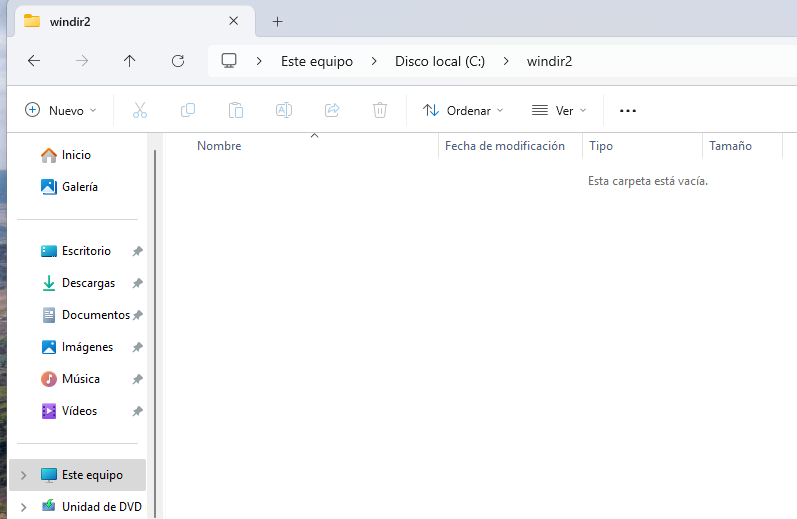 windir2
Este equipo > Disco local (C:) > windir2
Nuevo Ordenar Ver
Nombre Fecha de modificación Tipo Tamaño
Esta carpeta está vacía.
Inicio
Galería
Escritorio
Descargas
Documentos
Imágenes
Música
Vídeos
Este equipo
Unidad de DVD